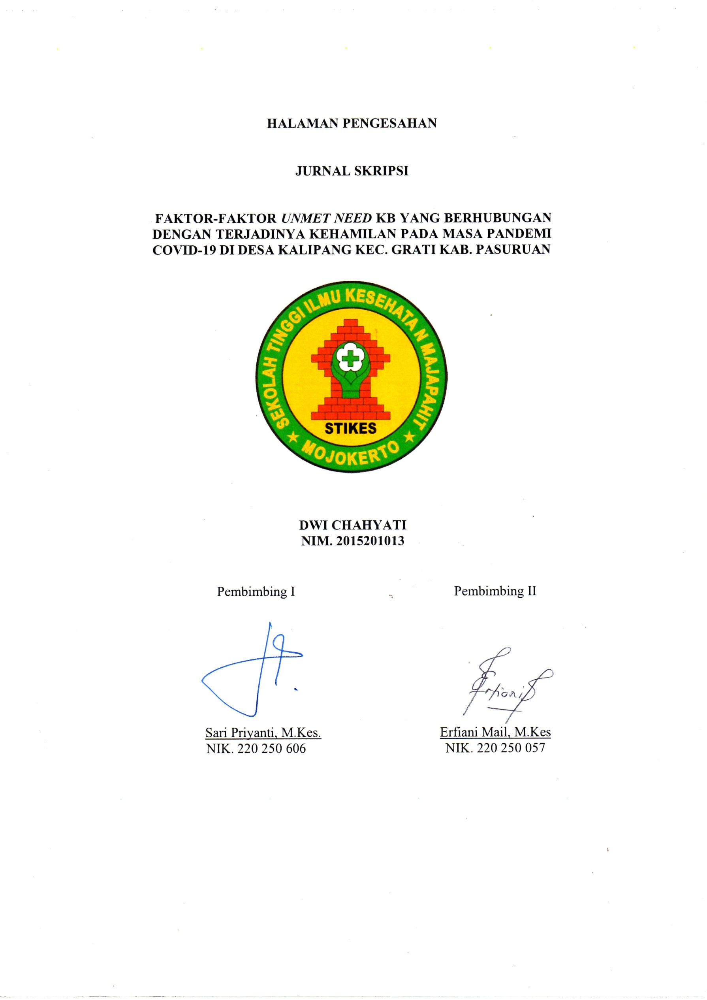 HALAMAN PENGESAHAN
JURNAL SKRIPSI
FAKTOR-FAKTOR UNMET NEED KB YANG BERHUBUNGAN
DENGAN TERJADINYA KEHAMILAN PADA MASA PANDEMI
COVID-19 DI DESA KALIPANG KEC. GRATI KAB. PASURUAN
SEKOLAH TINGGI ILMU KESEHATA N MAJAPAHIT
STIKES
MOJOKERTO
DWI CHAHYATI
NIM. 2015201013
Pembimbing I Pembimbing II
Sari Priyanti, M.Kes. Erfiani Mail, M.Kes
NIK. 220 250 606 NIK. 220 250 057